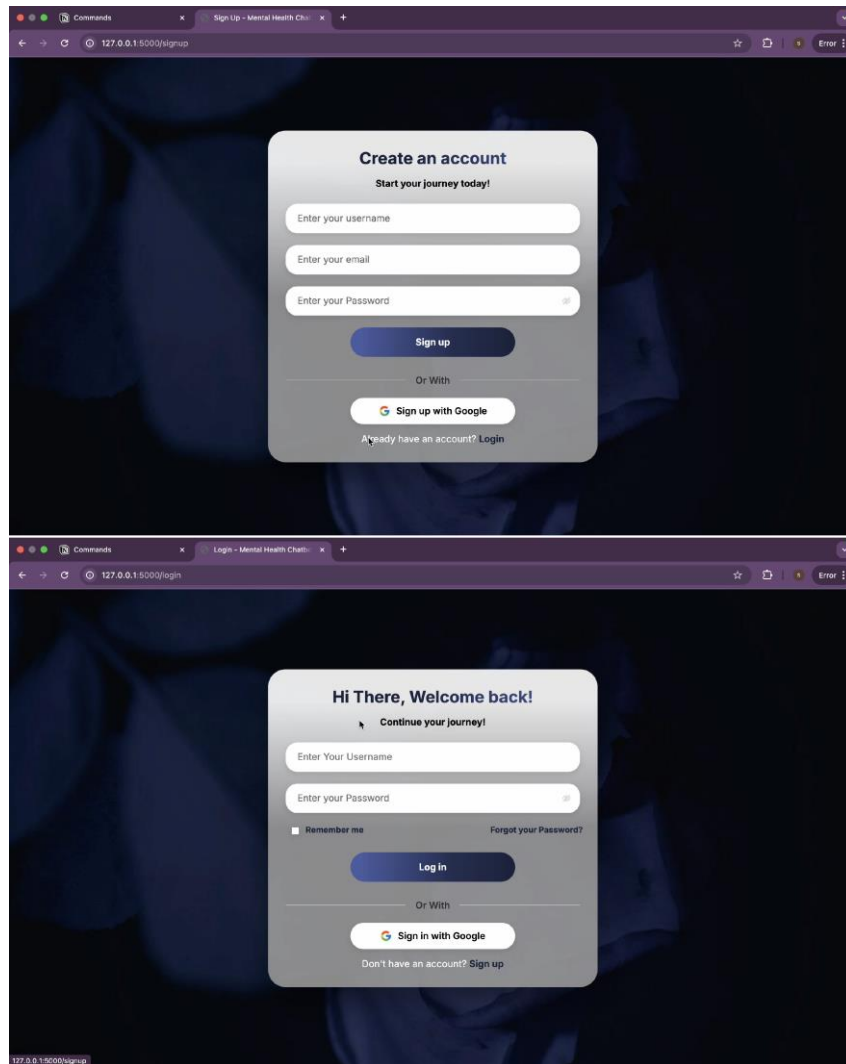 Commands
Sign Up - Mental Health Cha
127.0.0.1:5000/signup
Error
Create an account
Start your journey today!
Enter your username
Enter your email
Enter your Password
Sign up
Or With
Sign up with Google
Already have an account? Login
Commands
Login - Mental Health Chatb
127.0.0.1:5000/login
Error
Hi There, Welcome back!
Continue your journey!
Enter Your Username
Enter your Password
Remember me
Forgot your Password?
Log in
Or With
Sign in with Google
Don't have an account? Sign up
127.0.0.1:5000/signup